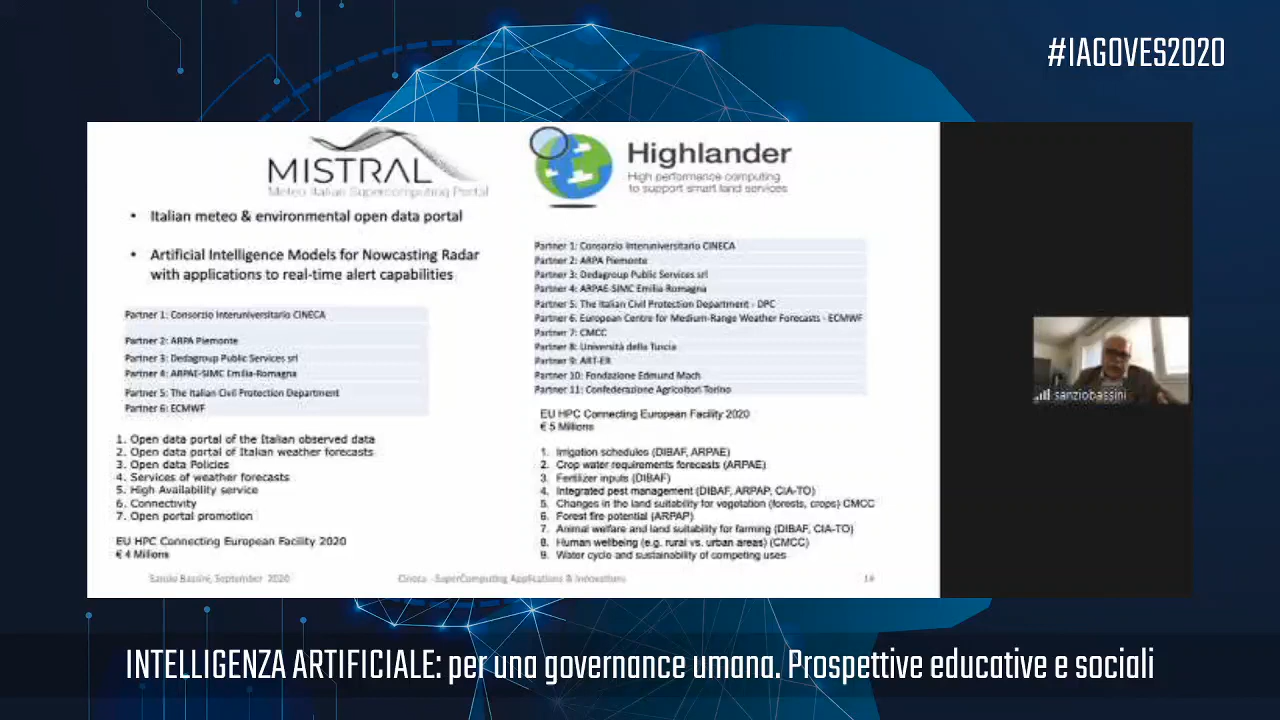 #IAGOVES2020
MISTRAL
Meteo Italian Supercomputing Portal
• Italian meteo & environmental open data portal
• Artificial Intelligence Models for Nowcasting Radar
with applications to real-time alert capabilities
Partner 1: Consorzio Interuniversitario CINECA
Partner 2: ARPA Piemonte
Partner 3: Dedagroup Public Services srl
Partner 4: ARPAE-SIMC Emilia-Romagna
Partner 5: The Italian Civil Protection Department
Partner 6: ECMWF
1. Open data portal of the Italian observed data
2. Open data portal of Italian weather forecasts
3. Open data Policies
4. Services of weather forecasts
5. High Availability service
6. Connectivity
7. Open portal promotion
EU HPC Connecting European Facility 2020
€ 4 Millions
Highlander
High performance computing
to support smart land services
Partner 1: Consorzio Interuniversitario CINECA
Partner 2: ARPA Piemonte
Partner 3: Dedagroup Public Services srl
Partner 4: ARPAE-SIMC Emilia Romagna
Partner 5: The Italian Civil Protection Department - DPC
Partner 6: European Centre for Medium-Range Weather Forecasts - ECMWF
Partner 7: CMCC
Partner 8: Università della Tuscia
Partner 9: ART-ER
Partner 10: Fondazione Edmund Mach
Partner 11: Confederazione Agricoltori Torino
EU HPC Connecting European Facility 2020
€ 5 Millions
1. Irrigation schedules (DIBAF, ARPAE)
2. Crop water requirements forecasts (ARPAE)
3. Fertilizer inputs (DIBAF)
4. Integrated pest management (DIBAF, ARPAP, CIA-TO)
5. Changes in the land suitability for vegetation (forests, crops) CMCC
6. Forest fire potential (ARPAP)
7. Animal welfare and land suitability for farming (DIBAF, CIA-TO)
8. Human wellbeing (e.g. rural vs. urban areas) (CMCC)
9. Water cycle and sustainability of competing uses
Sanzio Bassini, September 2020
Cineca - SuperComputing Applications & Innovations
sanziobassini
INTELLIGENZA ARTIFICIALE: per una governance umana. Prospettive educative e sociali